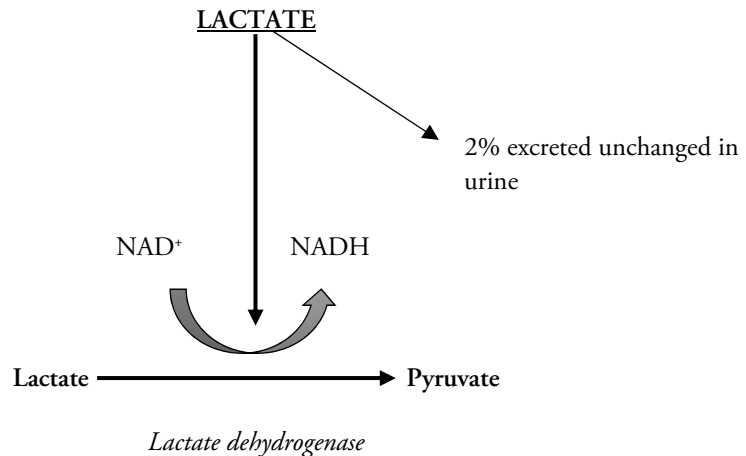 LACTATE
2% excreted unchanged in
urine
NAD⁺
NADH
Lactate
Pyruvate
Lactate dehydrogenase